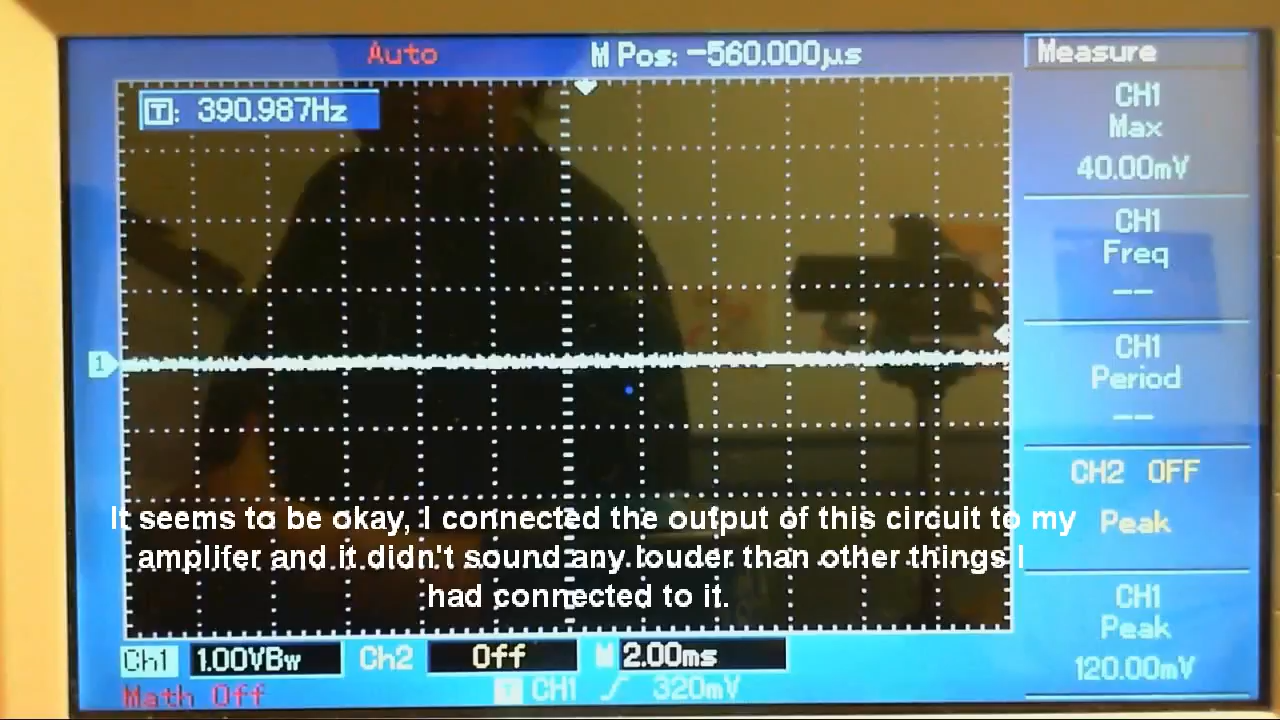 Auto M Pos: -560.000µs Measure
T: 390.987Hz
CH1
Max
40.00mV
CH1
Freq
--
CH1
Period
--
CH2 OFF
Peak
CH1
Peak
120.00mV
1
It seems to be okay, I connected the output of this circuit to my
amplifer and it didn't sound any louder than other things I
had connected to it.
Ch1 1.00VBw Ch2 Off M 2.00ms
Math Off T CH1 320mV